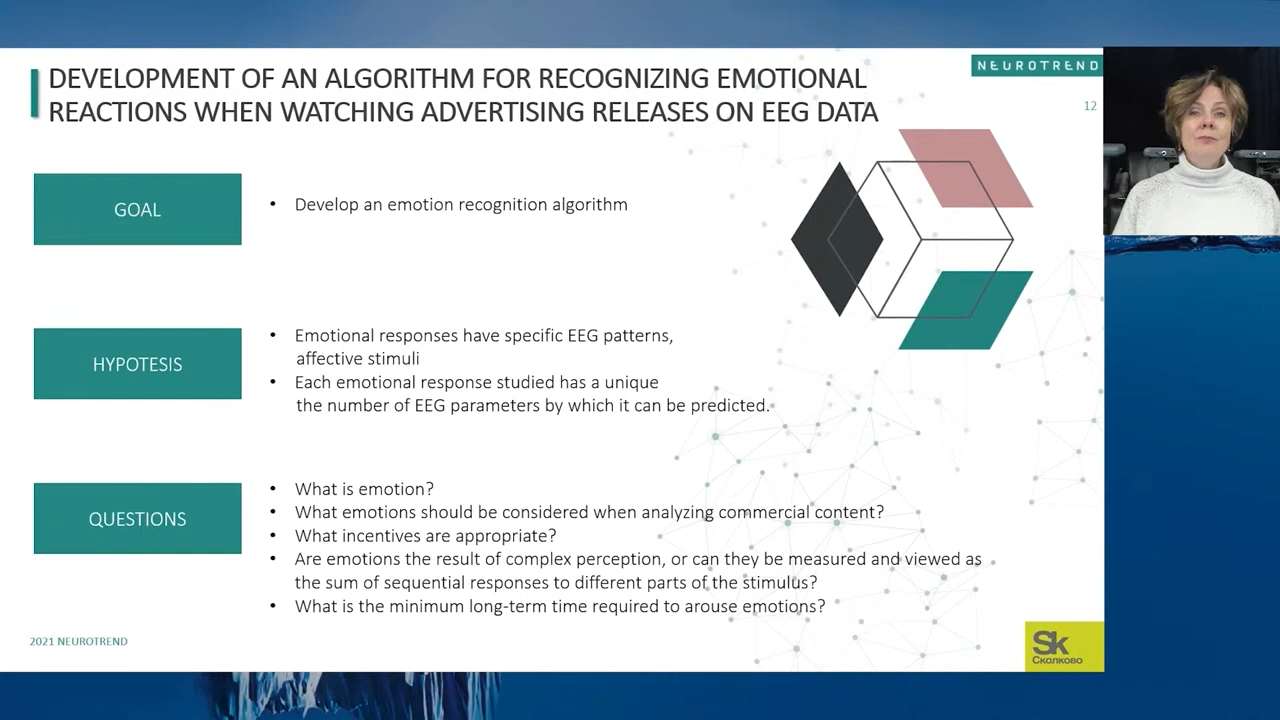 DEVELOPMENT OF AN ALGORITHM FOR RECOGNIZING EMOTIONAL
REACTIONS WHEN WATCHING ADVERTISING RELEASES ON EEG DATA
NEUROTREND
12
GOAL
• Develop an emotion recognition algorithm
HYPOTESIS
• Emotional responses have specific EEG patterns,
affective stimuli
• Each emotional response studied has a unique
the number of EEG parameters by which it can be predicted.
QUESTIONS
• What is emotion?
• What emotions should be considered when analyzing commercial content?
• What incentives are appropriate?
• Are emotions the result of complex perception, or can they be measured and viewed as
the sum of sequential responses to different parts of the stimulus?
• What is the minimum long-term time required to arouse emotions?
2021 NEUROTREND
Sk
Сколково